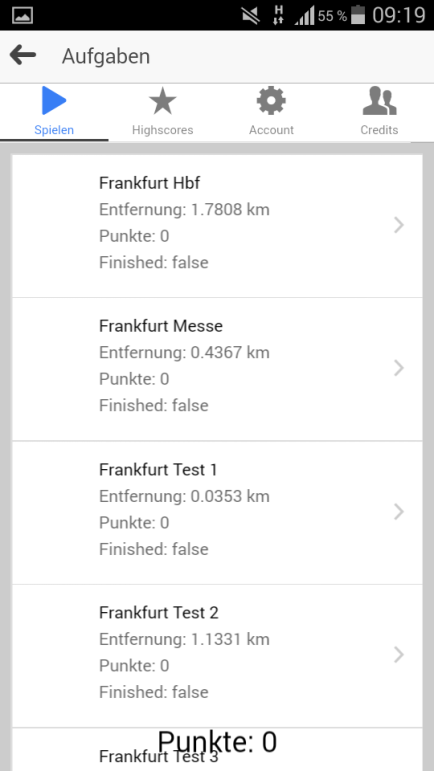 H 55 % 09:19
Aufgaben
Spielen Highscores Account Credits
Frankfurt Hbf
Entfernung: 1.7808 km
Punkte: 0
Finished: false
Frankfurt Messe
Entfernung: 0.4367 km
Punkte: 0
Finished: false
Frankfurt Test 1
Entfernung: 0.0353 km
Punkte: 0
Finished: false
Frankfurt Test 2
Entfernung: 1.1331 km
Punkte: 0
Finished: false
Punkte: 0
Frankfurt Test 3